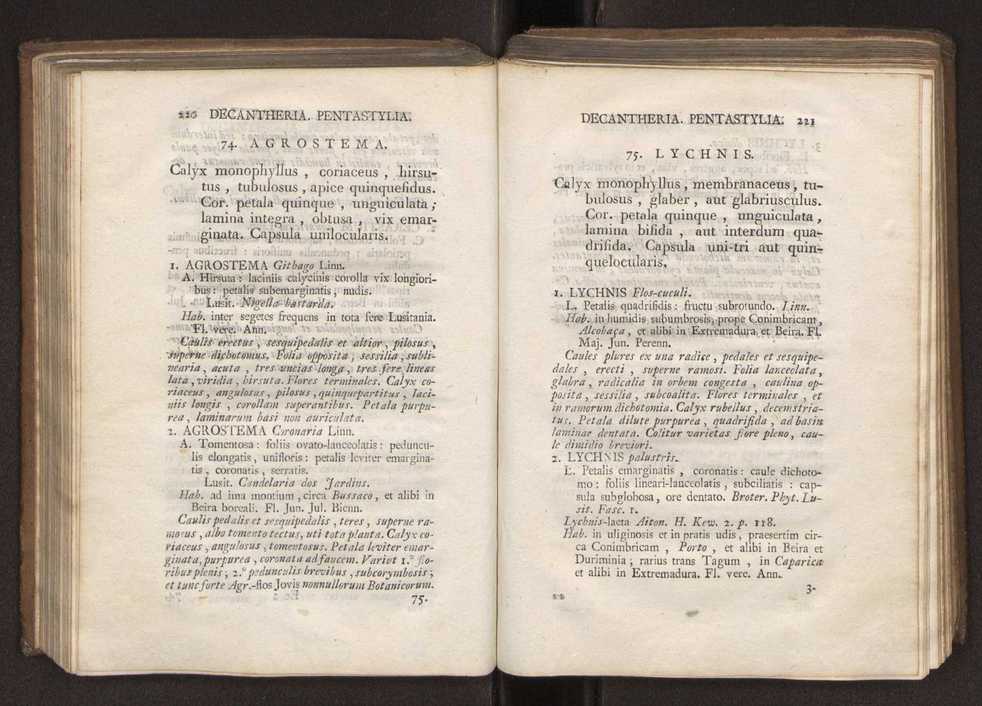 220 DECANTHERIA. PENTASTYLIA.
74. AGROSTEMA.
Calyx monophyllus , coriaceus , hirsu-
tus , tubulosus , apice quinquefidus.
Cor. petala quinque , unguiculata ;
lamina integra , obtusa , vix emar-
ginata. Capsula unilocularis.
1. AGROSTEMA Githago Linn.
A. Hirsuta : laciniis calycinis corolla vix longiori-
bus : petalis subemarginatis , nudis.
Lusit. Nigella bastarda.
Hab. inter segetes frequens in tota fere Lusitania.
Fl. vere. Ann.
Caulis erectus , sesquipedalis et altior , pilosus ,
superne dichotomus. Folia opposita , sessilia , subli-
nearia , acuta , tres uncias longa , tres fere lineas
lata , viridia , hirsuta. Flores terminales. Calyx co-
riaceus , angulosus , pilosus , quinquepartitus , laci-
niis longis , corollam superantibus. Petala purpu-
rea , laminarum basi non auriculata.
2. AGROSTEMA Coronaria Linn.
A. Tomentosa : foliis ovato-lanceolatis : peduncu-
lis elongatis , unifloris : petalis leviter emargina-
tis , coronatis , serratis.
Lusit. Candelaria dos Jardins.
Hab. ad ima montium , circa Bussaco , et alibi in
Beira boreali. Fl. Jun. Jul. Bienn.
Caulis pedalis et sesquipedalis , teres , superne ra-
mosus , albo tomento tectus, uti tota planta. Calyx co-
riaceus , angulosus , tomentosus. Petala leviter emar-
ginata, purpurea , coronata ad faucem. Variat 1.º flo-
ribus plenis ; 2.º pedunculis brevibus , subcorymbosis ;
et tunc forte Agr.-flos Jovis nonnullorum Botanicorum.
75.
DECANTHERIA. PENTASTYLIA. 221
75. LYCHNIS.
Calyx monophyllus , membranaceus , tu-
bulosus , glaber , aut glabriusculus.
Cor. petala quinque , unguiculata ,
lamina bifida , aut interdum qua-
drifida. Capsula uni-tri aut quin-
quelocularis.
1. LYCHNIS Flos-cuculi.
L. Petalis quadrifidis : fructu subrotundo. Linn.
Hab. in humidis subumbrosis, prope Conimbricam ,
Alcobaça , et alibi in Extremadura et Beira. Fl.
Maj. Jun. Perenn.
Caules plures ex una radice , pedales et sesquipe-
dales , erecti , superne ramosi. Folia lanceolata ,
glabra , radicalia in orbem congesta , caulina op-
posita , sessilia , subcoalita. Flores terminales , et
in ramorum dichotomia. Calyx rubellus , decemstria-
tus. Petala dilute purpurea , quadrifida , ad basin
laminae dentata. Colitur varietas flore pleno, cau-
le dimidio breviori.
2. LYCHNIS palustris.
L. Petalis emarginatis , coronatis : caule dichoto-
mo : foliis lineari-lanceolatis , subciliatis : cap-
sula subglobosa , ore dentato. Broter. Phyt. Lu-
sit. Fasc. 1.
Lychnis-laeta Aiton. H. Kew. 2. p. 118.
Hab. in uliginosis et in pratis udis , praesertim cir-
ca Conimbricam , Porto , et alibi in Beira et
Duriminia ; rarius trans Tagum , in Caparica
et alibi in Extremadura. Fl. vere. Ann.
3.